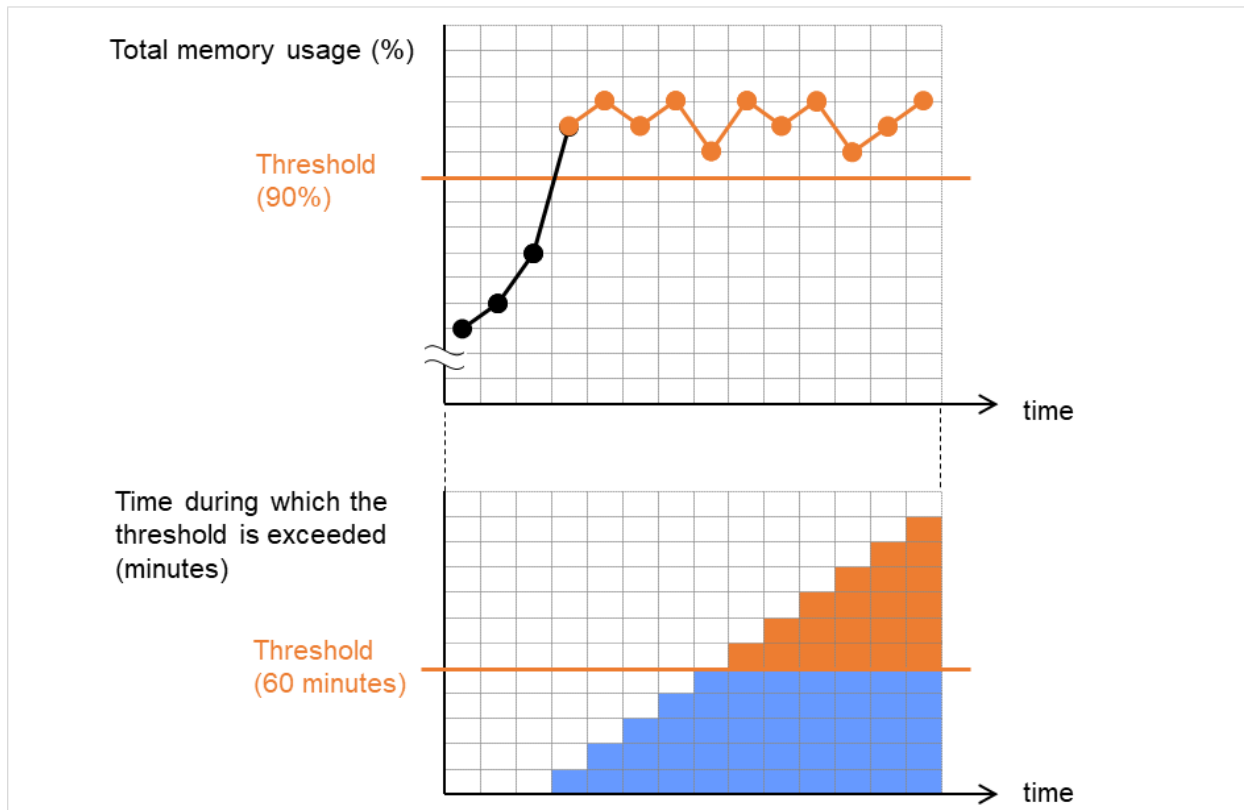 Total memory usage (%)
Threshold
(90%)
time
Time during which the
threshold is exceeded
(minutes)
Threshold
(60 minutes)
time